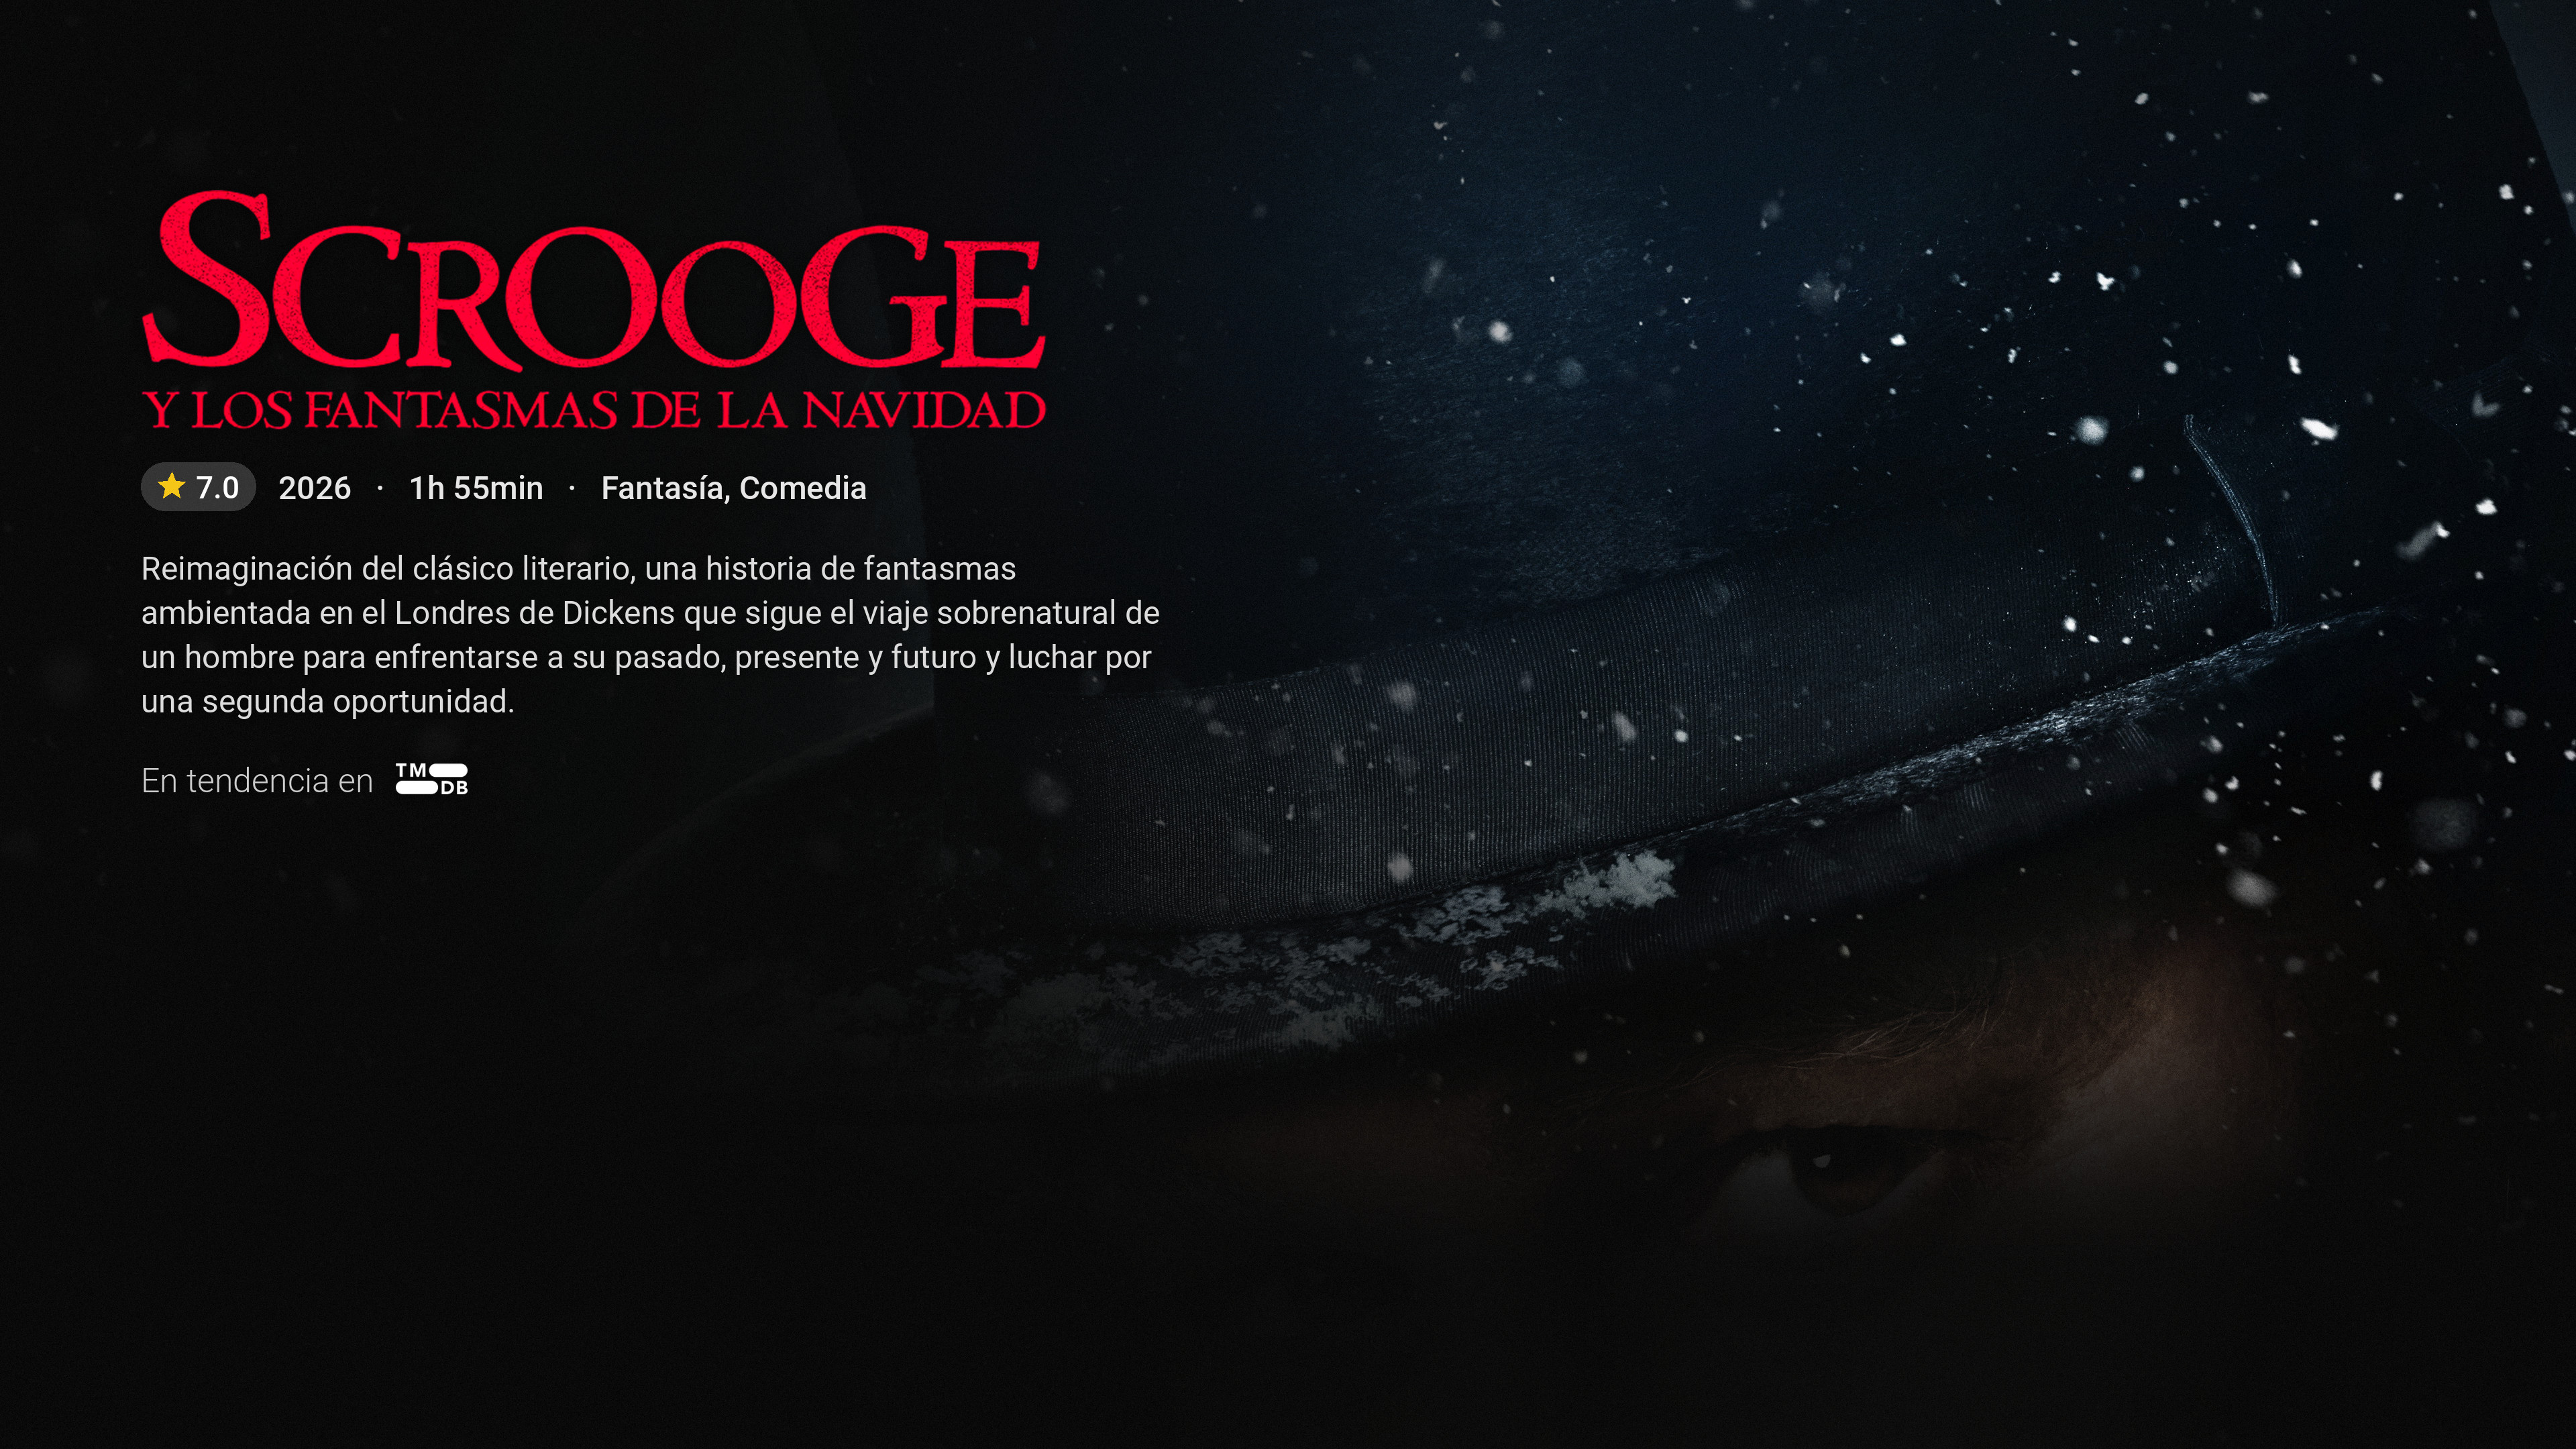 SCROOGE
Y LOS FANTASMAS DE LA NAVIDAD
7.0 2026 · 1h 55min · Fantasía, Comedia
Reimaginación del clásico literario, una historia de fantasmas
ambientada en el Londres de Dickens que sigue el viaje sobrenatural de
un hombre para enfrentarse a su pasado, presente y futuro y luchar por
una segunda oportunidad.
En tendencia en TMDB